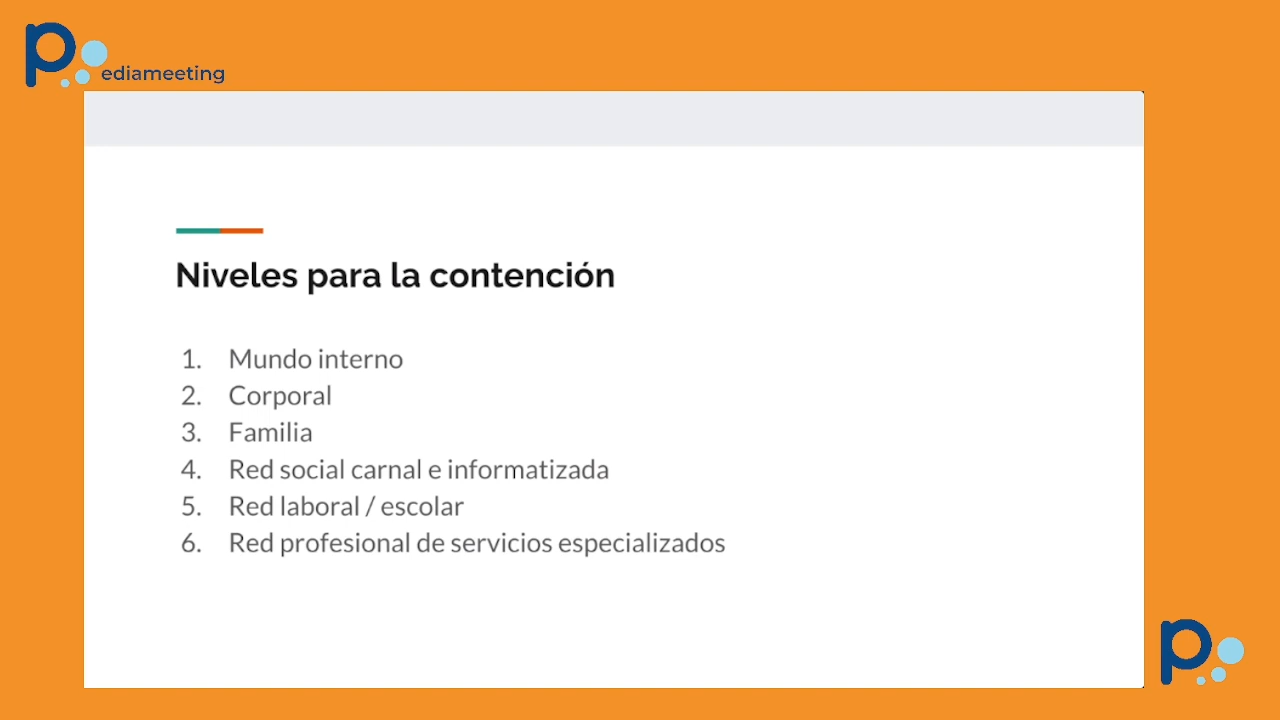 pediameeting
Niveles para la contención
1. Mundo interno
2. Corporal
3. Familia
4. Red social carnal e informatizada
5. Red laboral / escolar
6. Red profesional de servicios especializados
p